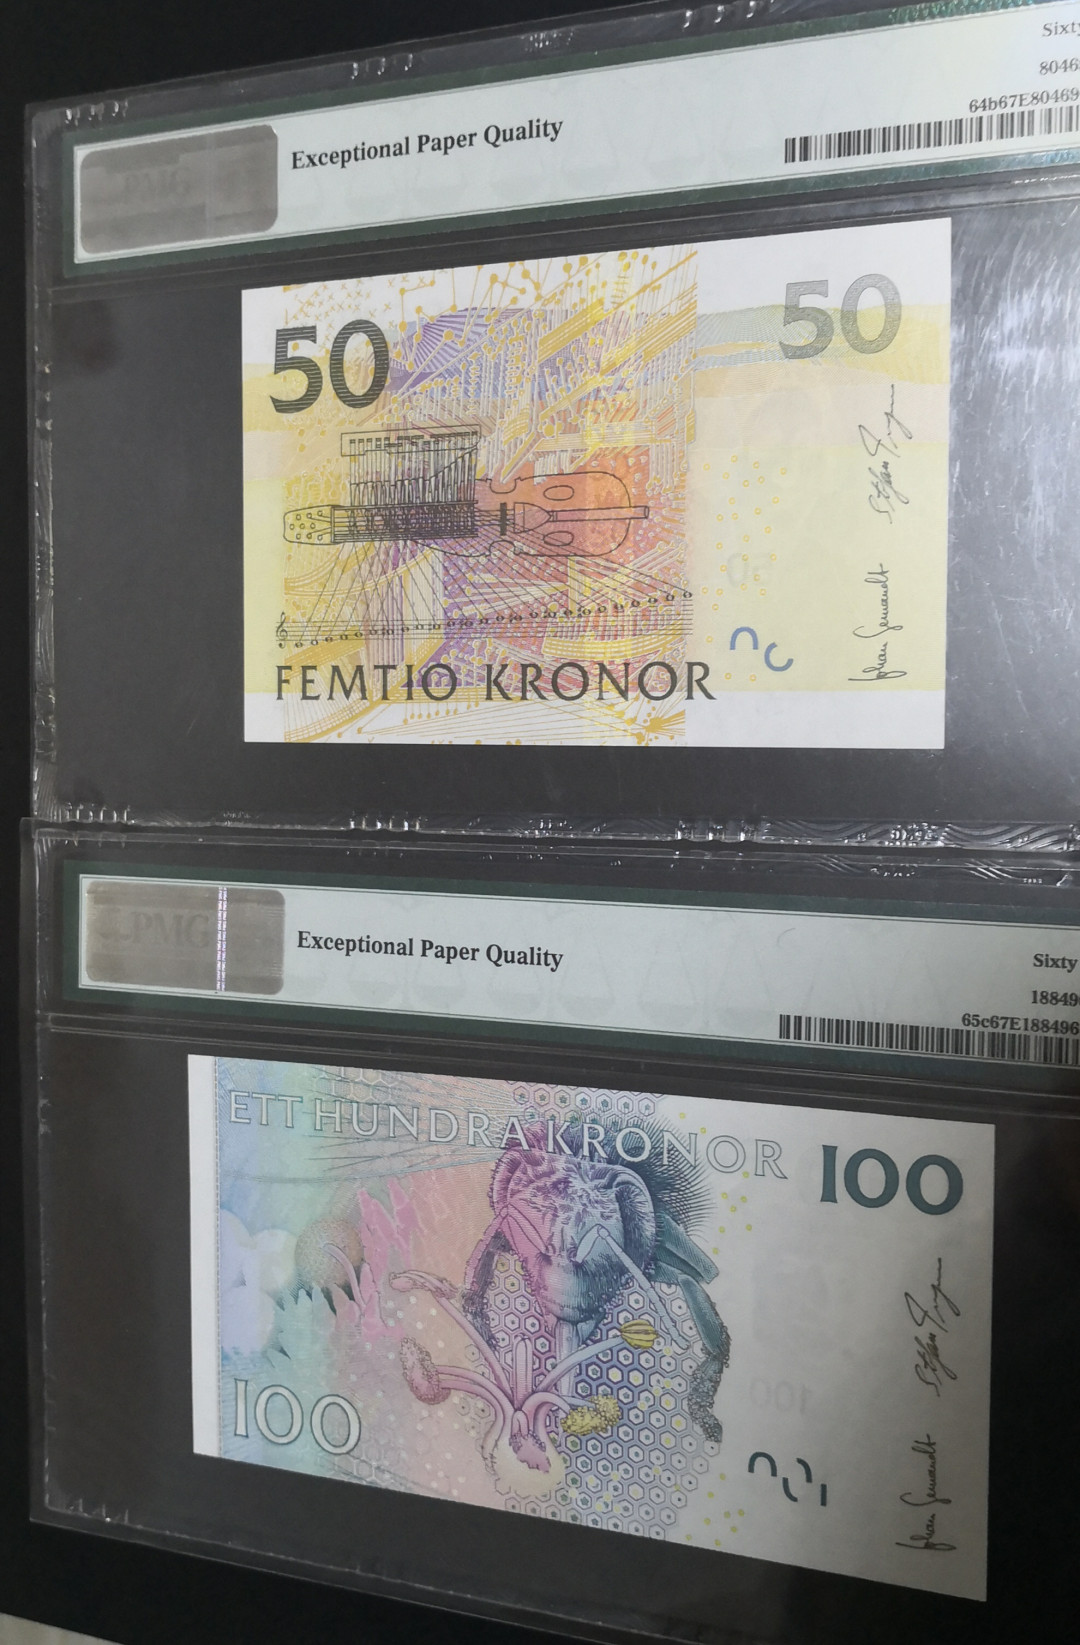 Sixty
8046
64b67E80469
PMG
Exceptional Paper Quality
50
50
FEMTIO KRONOR
Sixty
18849
65c67E188496
PMG
Exceptional Paper Quality
ETT HUNDRA KRONOR
100
100